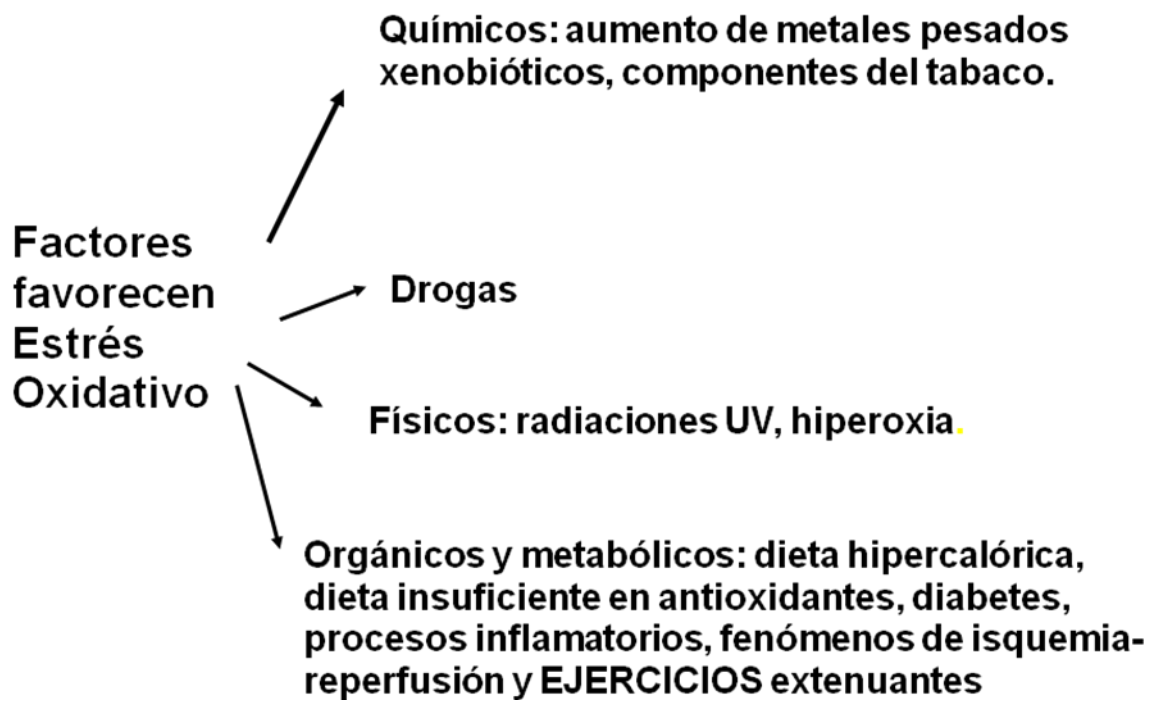 Químicos: aumento de metales pesados
xenobióticos, componentes del tabaco.
Factores
favorecen
Estrés
Oxidativo
Drogas
Físicos: radiaciones UV, hiperoxia.
Orgánicos y metabólicos: dieta hipercalórica,
dieta insuficiente en antioxidantes, diabetes,
procesos inflamatorios, fenómenos de isquemia-
reperfusión y EJERCICIOS extenuantes